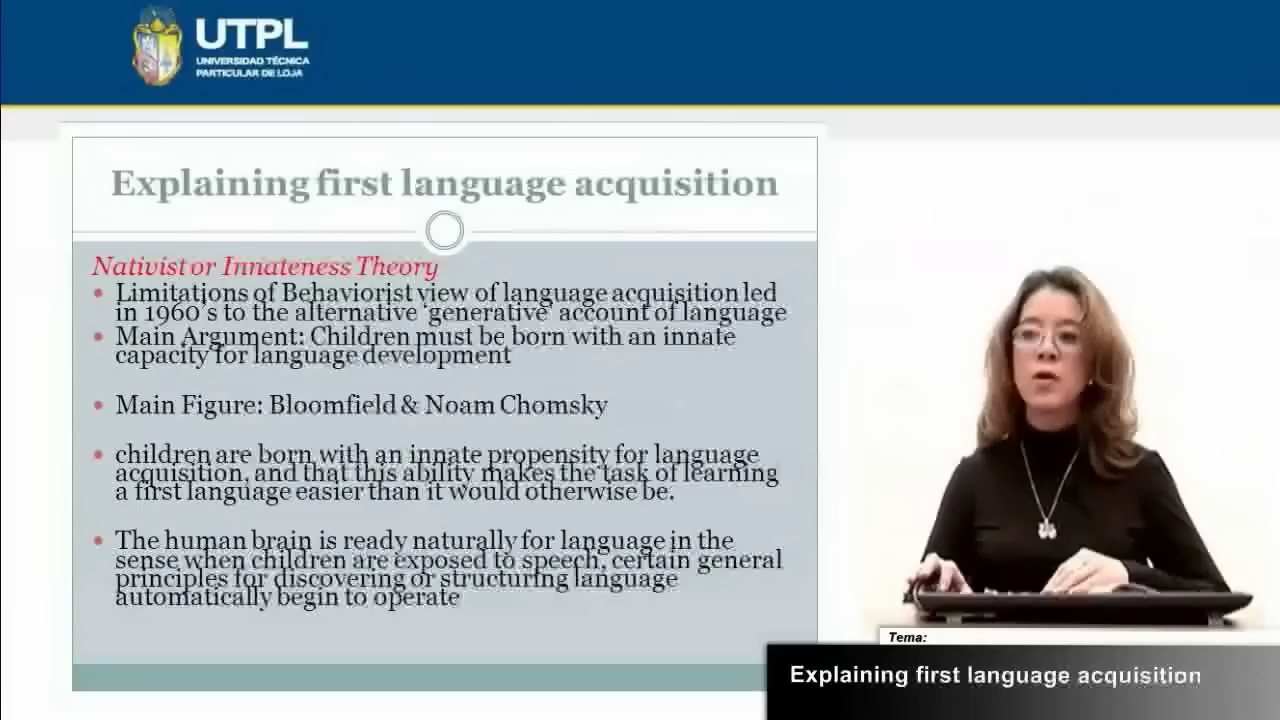 UTPL
UNIVERSIDAD TÉCNICA
PARTICULAR DE LOJA
Explaining first language acquisition
Nativist or Innateness Theory
• Limitations of Behaviorist view of language acquisition led
in 1960's to the alternative 'generative' account of language
• Main Argument: Children must be born with an innate
capacity for language development
• Main Figure: Bloomfield & Noam Chomsky
• children are born with an innate propensity for language
acquisition, and that this ability makes the task of learning
a first language easier than it would otherwise be.
• The human brain is ready naturally for language in the
sense when children are exposed to speech, certain general
principles for discovering or structuring language
automatically begin to operate
Tema:
Explaining first language acquisition